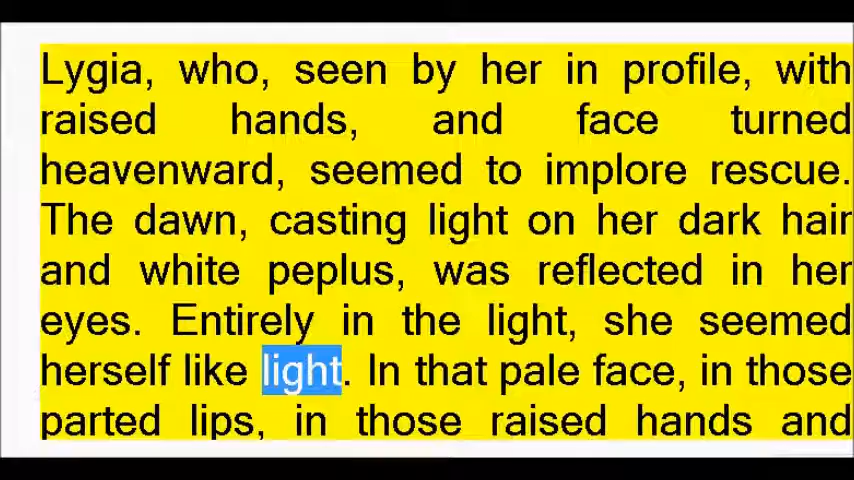 Lygia, who, seen by her in profile, with
raised hands, and face turned
heavenward, seemed to implore rescue.
The dawn, casting light on her dark hair
and white peplus, was reflected in her
eyes. Entirely in the light, she seemed
herself like light. In that pale face, in those
parted lips, in those raised hands and